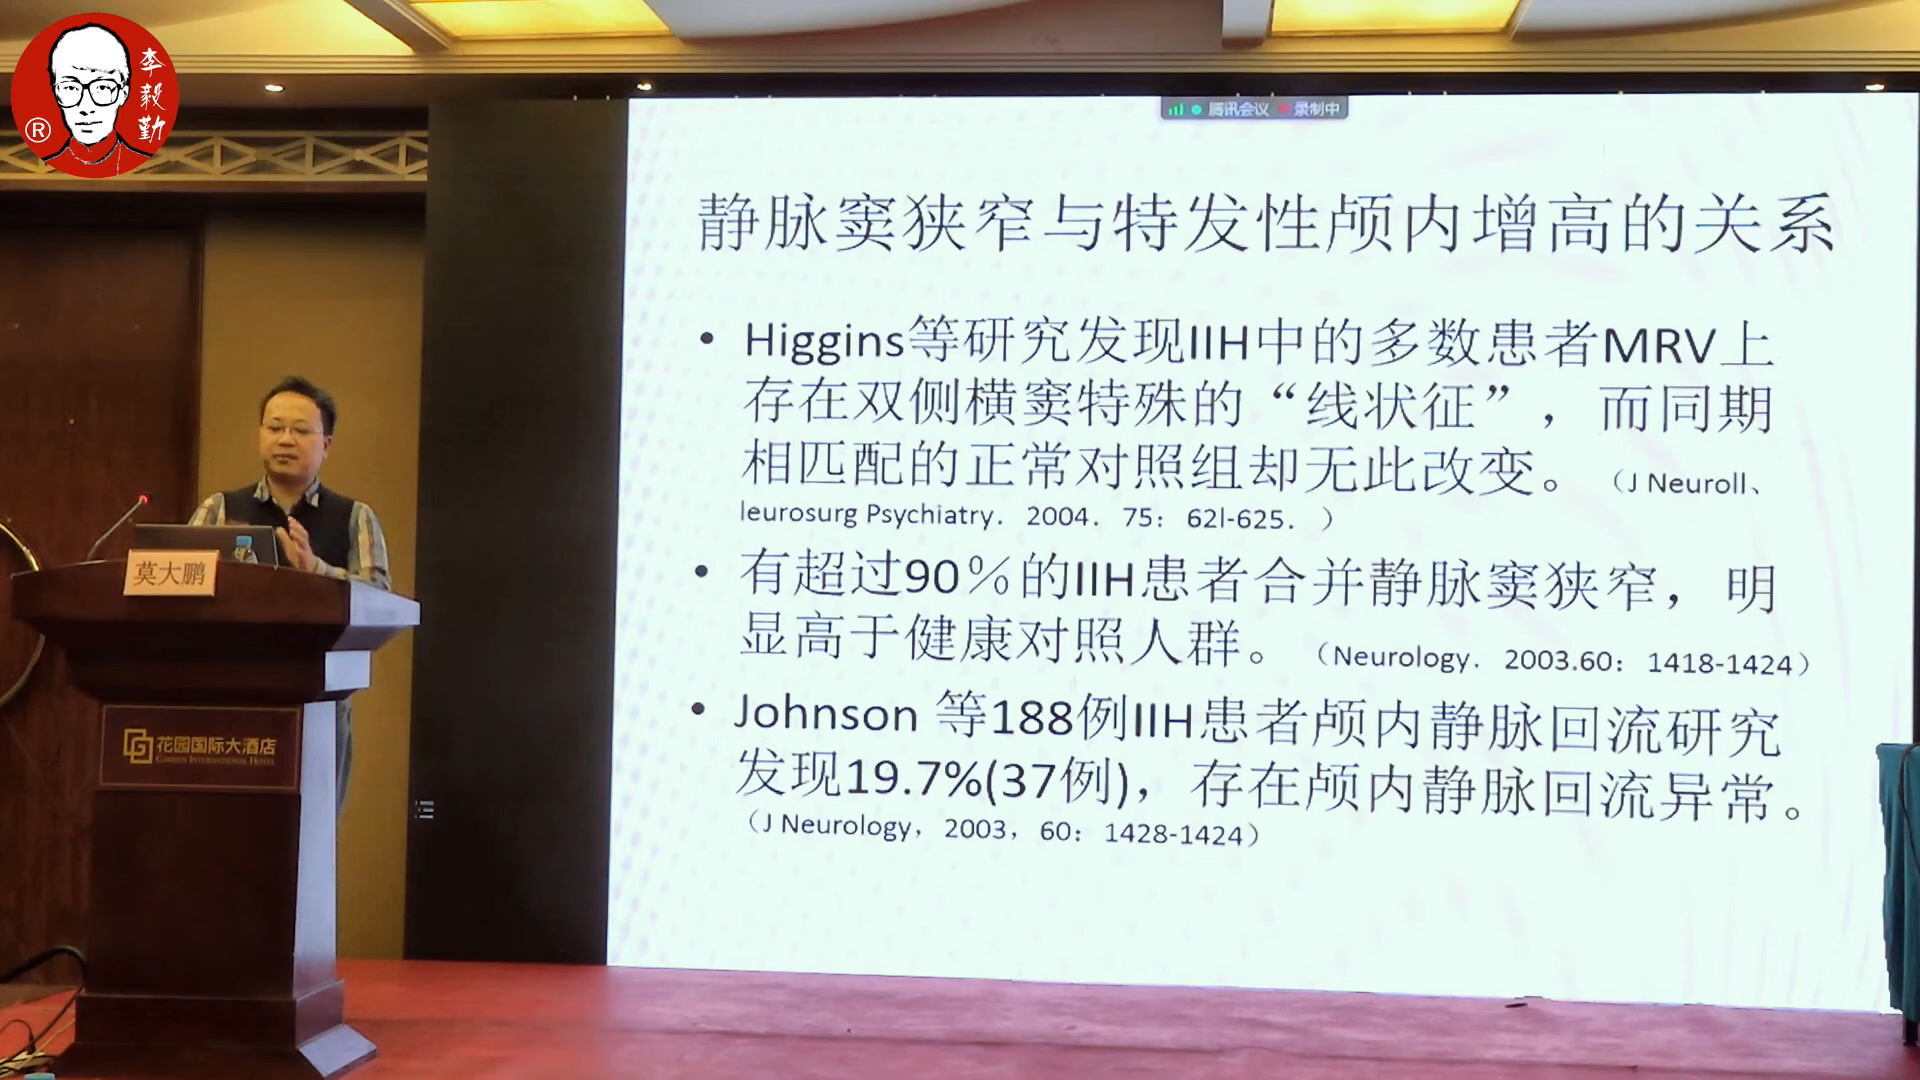 李毅勤
®
腾讯会议 录制中
静脉窦狭窄与特发性颅内增高的关系
• Higgins等研究发现IIH中的多数患者MRV上
存在双侧横窦特殊的“线状征”，而同期
相匹配的正常对照组却无此改变。（J Neuroll、
leurosurg Psychiatry. 2004. 75: 62l-625. ）
• 有超过90％的IIH患者合并静脉窦狭窄，明
显高于健康对照人群。（Neurology. 2003.60: 1418-1424）
• Johnson 等188例IIH患者颅内静脉回流研究
发现19.7%(37例)，存在颅内静脉回流异常。
（J Neurology，2003，60：1428-1424）
莫大鹏
花园国际大酒店
GARDEN INTERNATIONAL HOTEL